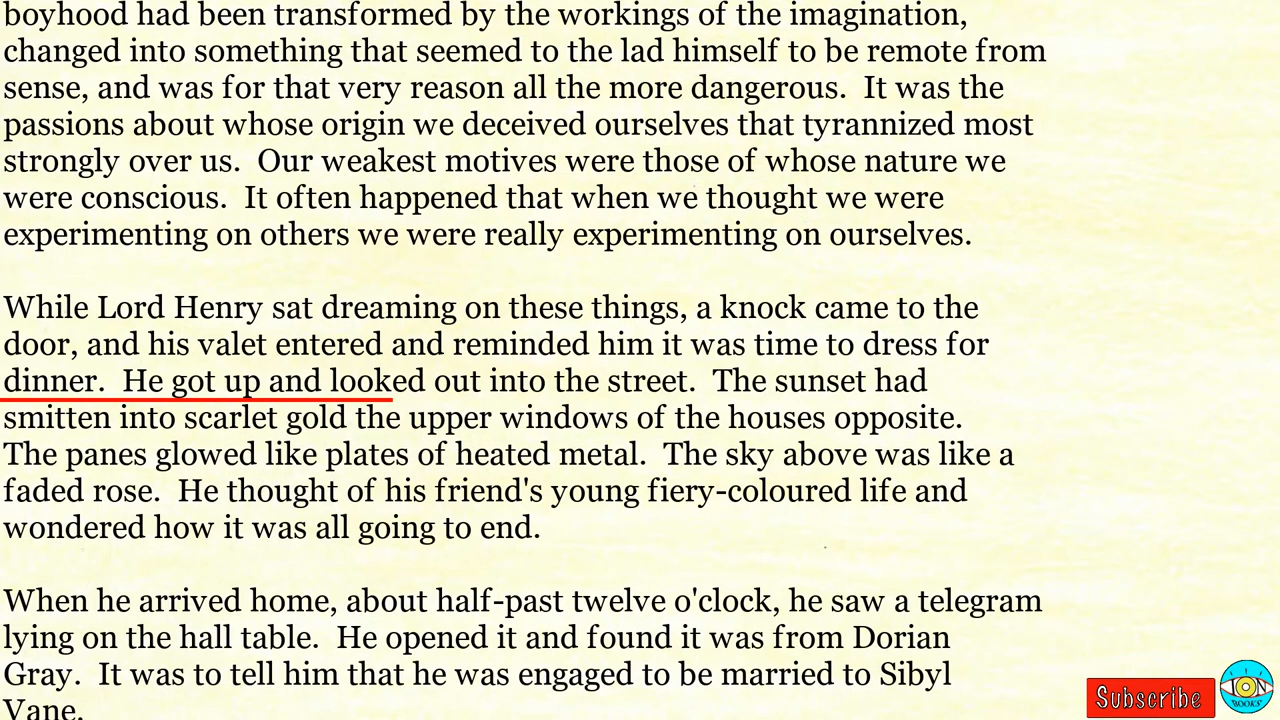 boyhood had been transformed by the workings of the imagination,
changed into something that seemed to the lad himself to be remote from
sense, and was for that very reason all the more dangerous.  It was the
passions about whose origin we deceived ourselves that tyrannized most
strongly over us.  Our weakest motives were those of whose nature we
were conscious.  It often happened that when we thought we were
experimenting on others we were really experimenting on ourselves.

While Lord Henry sat dreaming on these things, a knock came to the
door, and his valet entered and reminded him it was time to dress for
dinner.  He got up and looked out into the street.  The sunset had
smitten into scarlet gold the upper windows of the houses opposite.
The panes glowed like plates of heated metal.  The sky above was like a
faded rose.  He thought of his friend's young fiery-coloured life and
wondered how it was all going to end.

When he arrived home, about half-past twelve o'clock, he saw a telegram
lying on the hall table.  He opened it and found it was from Dorian
Gray.  It was to tell him that he was engaged to be married to Sibyl
Vane.
Subscribe
ION
BOOKS